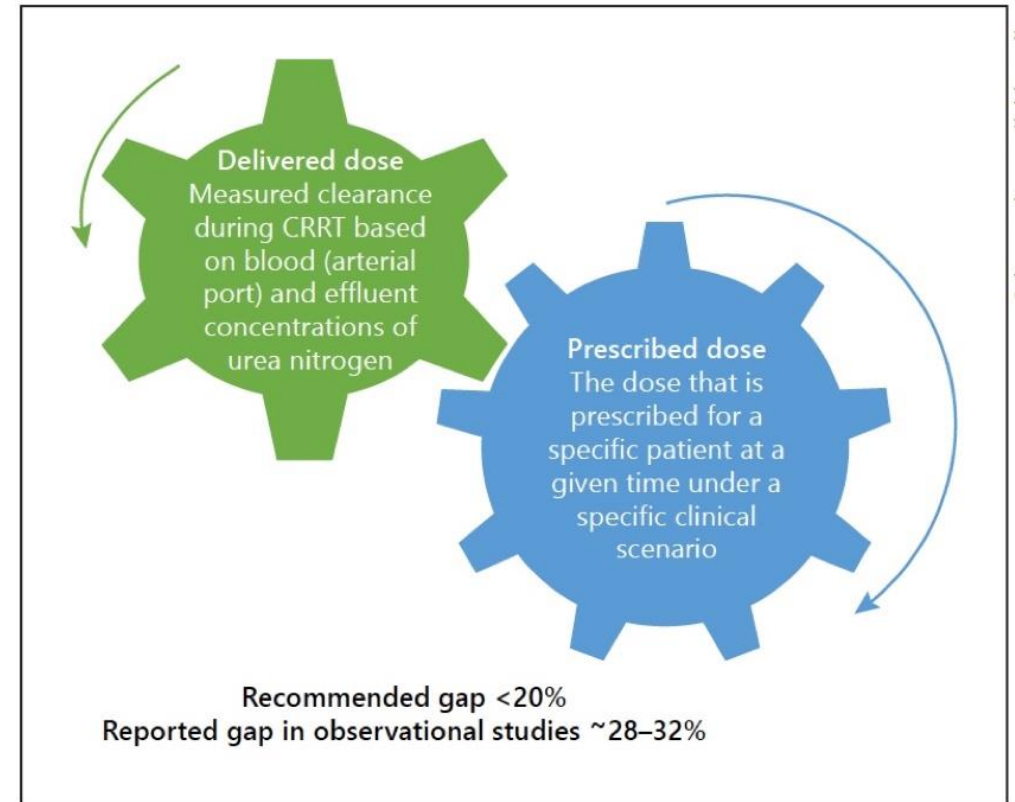 Delivered dose
Measured clearance
during CRRT based
on blood (arterial
port) and effluent
concentrations of
urea nitrogen
Prescribed dose
The dose that is
prescribed for a
specific patient at a
given time under a
specific clinical
scenario
Recommended gap <20%
Reported gap in observational studies ~28–32%